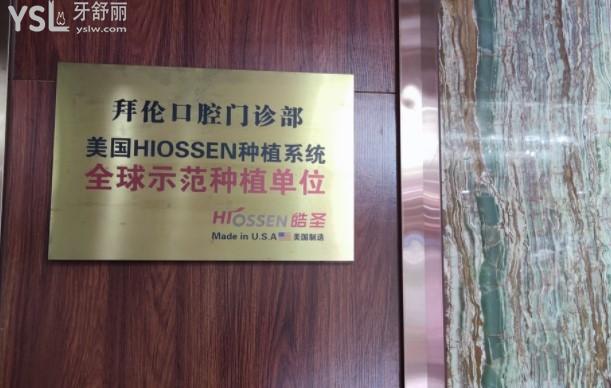 YSL 牙舒丽
yslw.com
拜伦口腔门诊部
美国HIOSSEN种植系统
全球示范种植单位
HIOSSEN 皓圣
Made in U.S.A 美国制造